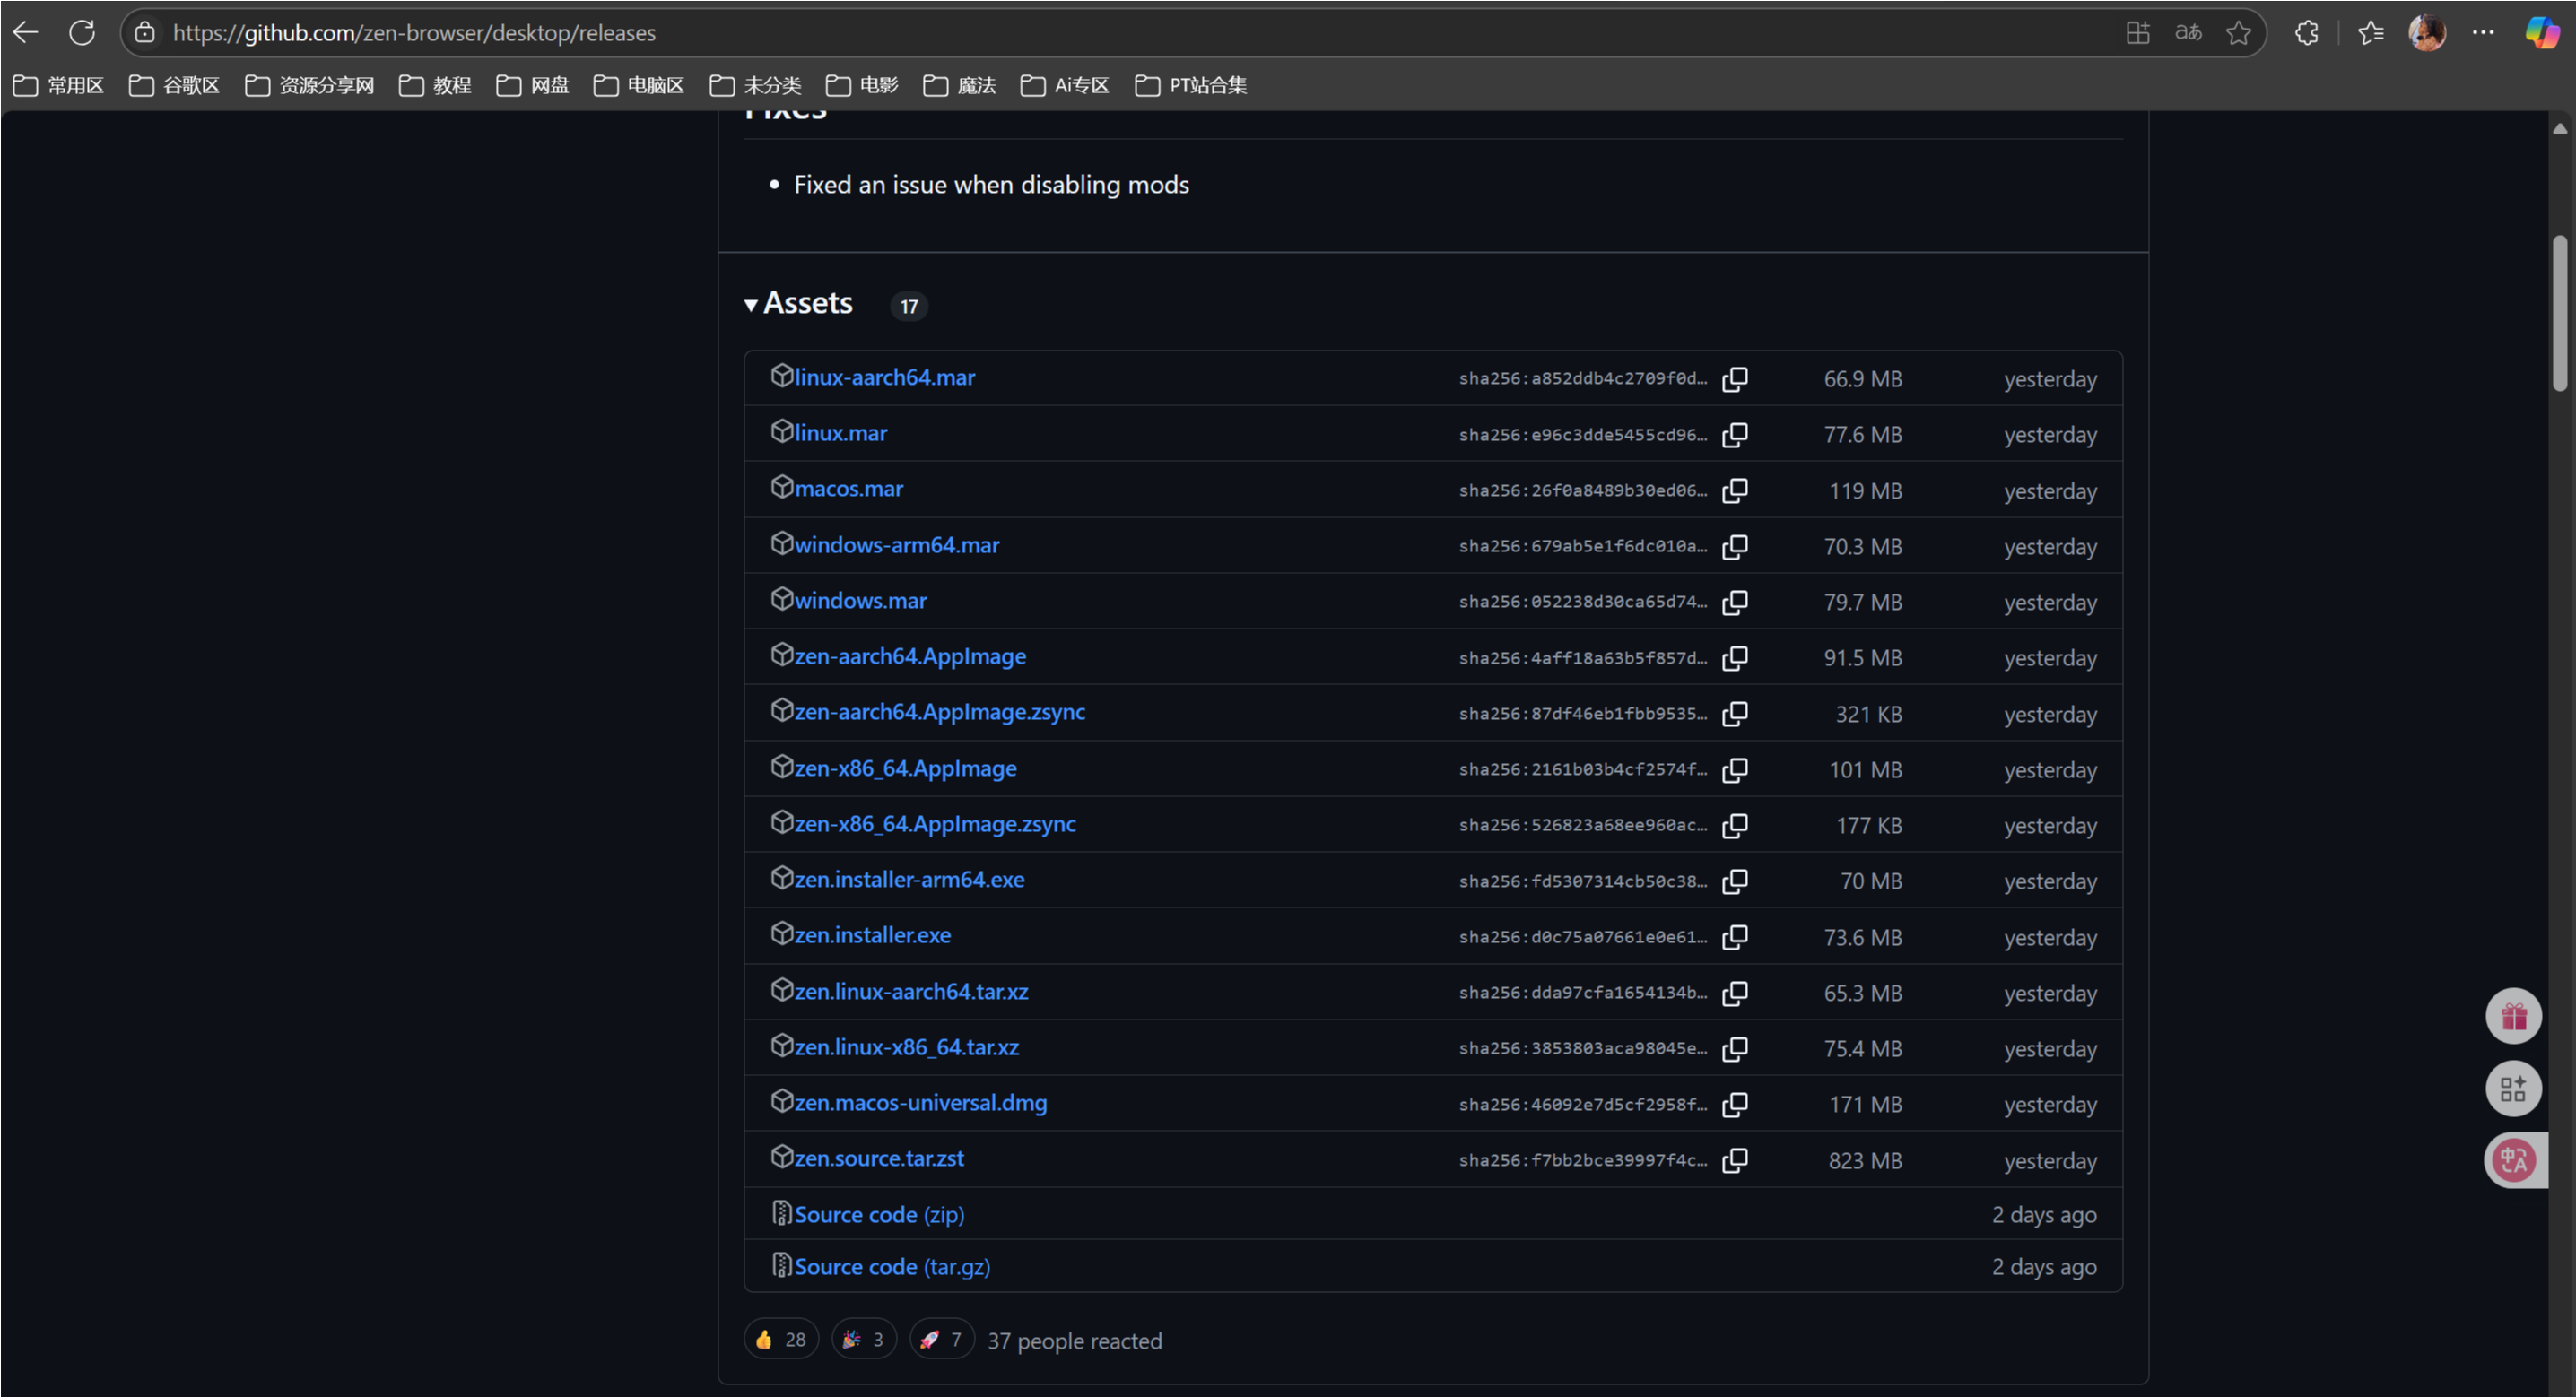 https://github.com/zen-browser/desktop/releases
aあ
常用区 谷歌区 资源分享网 教程 网盘 电脑区 未分类 电影 魔法 Ai专区 PT站合集
Fixes
Fixed an issue when disabling mods
Assets 17
linux-aarch64.mar sha256:a852ddb4c2709f0d… 66.9 MB yesterday
linux.mar sha256:e96c3dde5455cd96… 77.6 MB yesterday
macos.mar sha256:26f0a8489b30ed06… 119 MB yesterday
windows-arm64.mar sha256:679ab5e1f6dc010a… 70.3 MB yesterday
windows.mar sha256:052238d30ca65d74… 79.7 MB yesterday
zen-aarch64.AppImage sha256:4aff18a63b5f857d… 91.5 MB yesterday
zen-aarch64.AppImage.zsync sha256:87df46eb1fbb9535… 321 KB yesterday
zen-x86_64.AppImage sha256:2161b03b4cf2574f… 101 MB yesterday
zen-x86_64.AppImage.zsync sha256:526823a68ee960ac… 177 KB yesterday
zen.installer-arm64.exe sha256:fd5307314cb50c38… 70 MB yesterday
zen.installer.exe sha256:d0c75a07661e0e61… 73.6 MB yesterday
zen.linux-aarch64.tar.xz sha256:dda97cfa1654134b… 65.3 MB yesterday
zen.linux-x86_64.tar.xz sha256:3853803aca98045e… 75.4 MB yesterday
zen.macos-universal.dmg sha256:46092e7d5cf2958f… 171 MB yesterday
zen.source.tar.zst sha256:f7bb2bce39997f4c… 823 MB yesterday
Source code (zip) 2 days ago
Source code (tar.gz) 2 days ago
28 3 7 37 people reacted